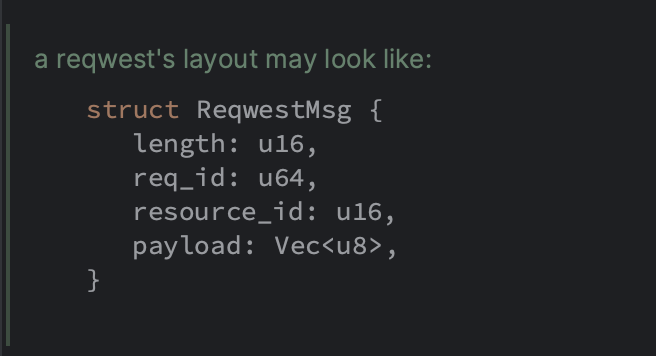 a reqwest's layout may look like:
struct ReqwestMsg {
length: u16,
req_id: u64,
resource_id: u16,
payload: Vec<u8>,
}